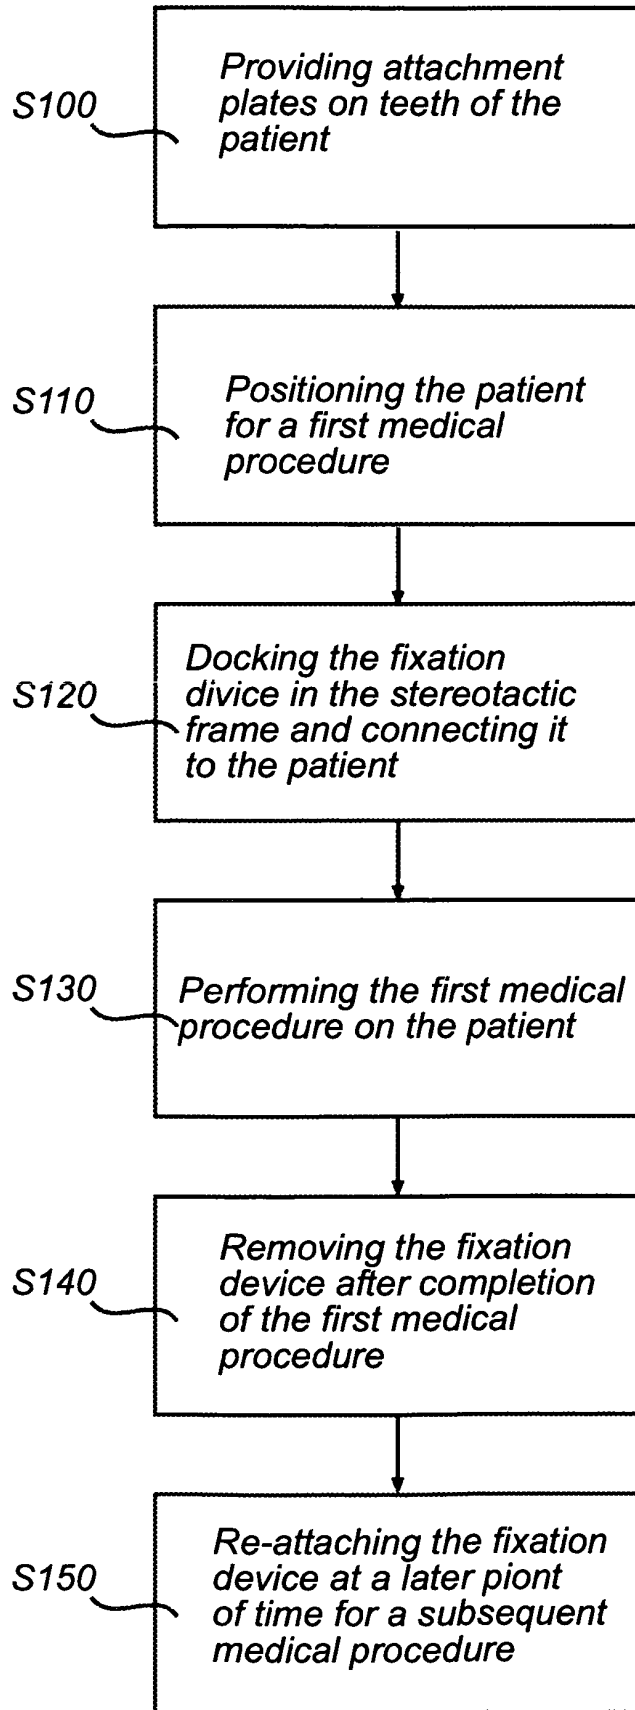 S100
Providing attachment
plates on teeth of the
patient
S110
Positioning the patient
for a first medical
procedure
S120
Docking the fixation
divice in the stereotactic
frame and connecting it
to the patient
S130
Performing the first medical
procedure on the patient
S140
Removing the fixation
device after completion
of the first medical
procedure
S150
Re-attaching the fixation
device at a later piont
of time for a subsequent
medical procedure